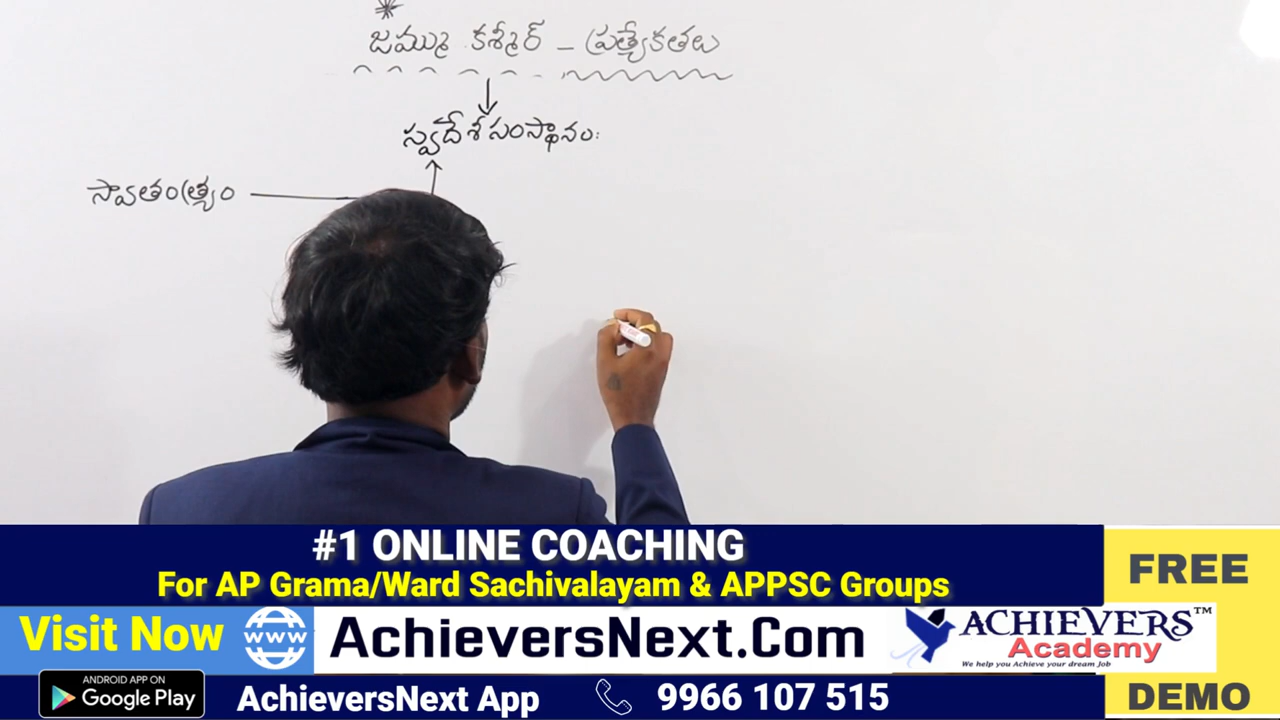 * జమ్ము కశ్మీర్ - ప్రత్యేకతలు
స్వదేశీ సంస్థానం:
స్వాతంత్ర్యం
#1 ONLINE COACHING
For AP Grama/Ward Sachivalayam & APPSC Groups
FREE
Visit Now
www
AchieversNext.Com
ACHIEVERS™
Academy
We help you Achieve your dream Job
ANDROID APP ON
Google Play
AchieversNext App
9966 107 515
DEMO